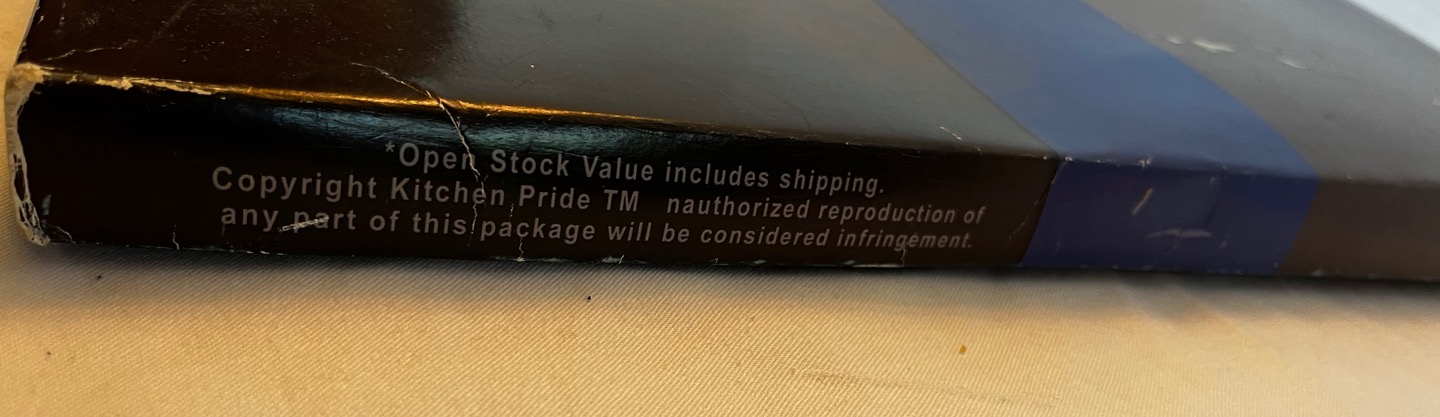 *Open Stock Value includes shipping.
Copyright Kitchen Pride TM nauthorized reproduction of
any part of this package will be considered infringement.